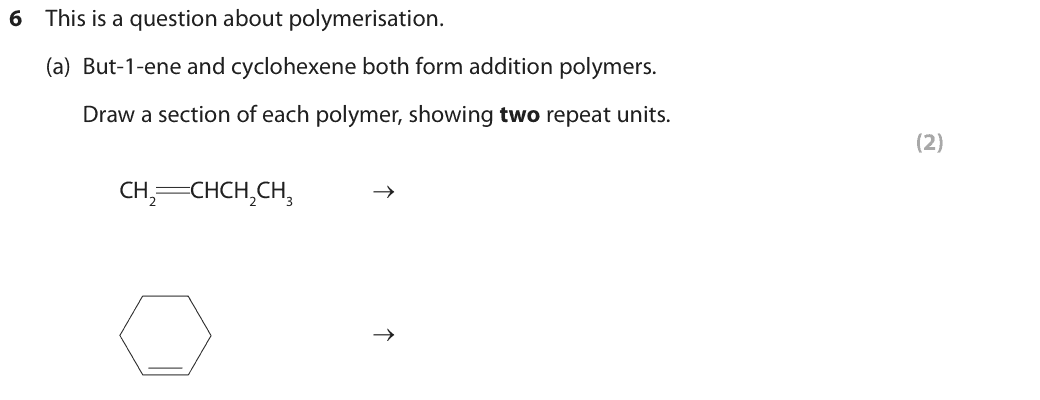 6 This is a question about polymerisation.
(a) But-1-ene and cyclohexene both form addition polymers.
Draw a section of each polymer, showing two repeat units.
(2)
CH₂=CHCH₂CH₃ →
→